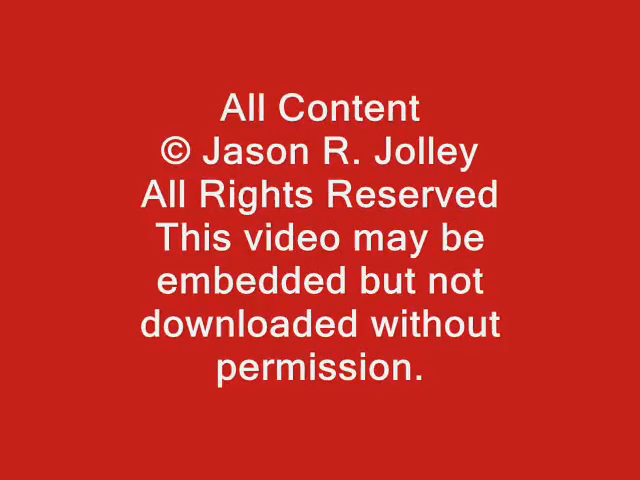 All Content
© Jason R. Jolley
All Rights Reserved
This video may be
embedded but not
downloaded without
permission.